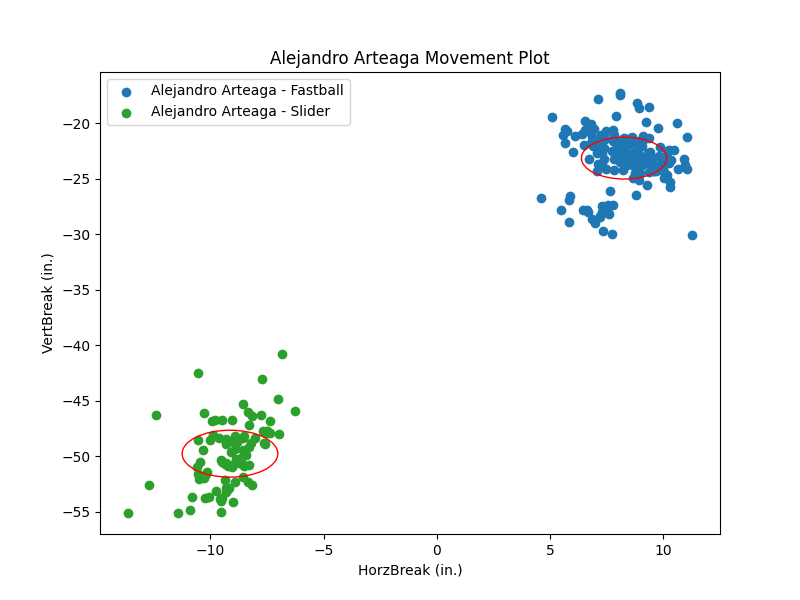 Alejandro Arteaga Movement Plot
Alejandro Arteaga - Fastball
Alejandro Arteaga - Slider
−20
−25
−30
−35
−40
−45
−50
−55
VertBreak (in.)
−10
−5
0
5
10
HorzBreak (in.)